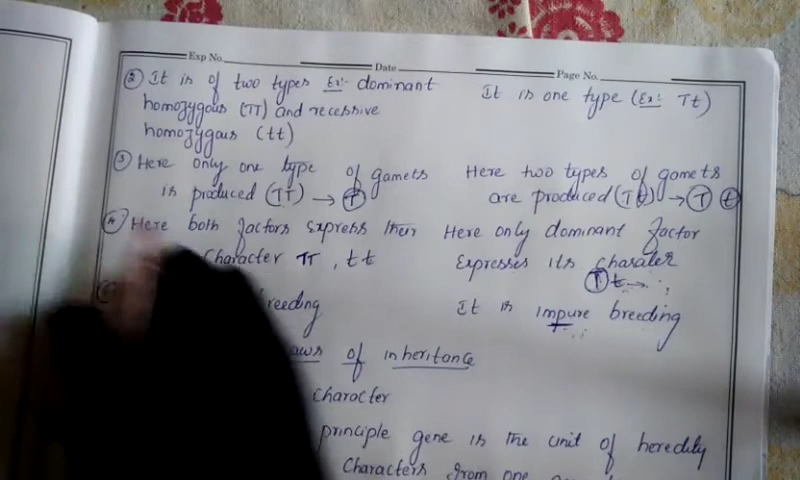 Exp No.
Date
Page No.
② It is of two types Ex:- dominant
homozygous (TT) and recessive
homozygous (tt)
It is one type (Ex:- Tt)
③ Here only one type of gamets
is produced (TT) → T
Here two types of gamets
are produced (Tt) → T t
④ Here both factors express their
character TT, tt
Here only dominant factor
Expresses its charater
Tt →
breeding
It is impure breeding
of inheritance
character
principle gene is the unit of heredity
characters from one